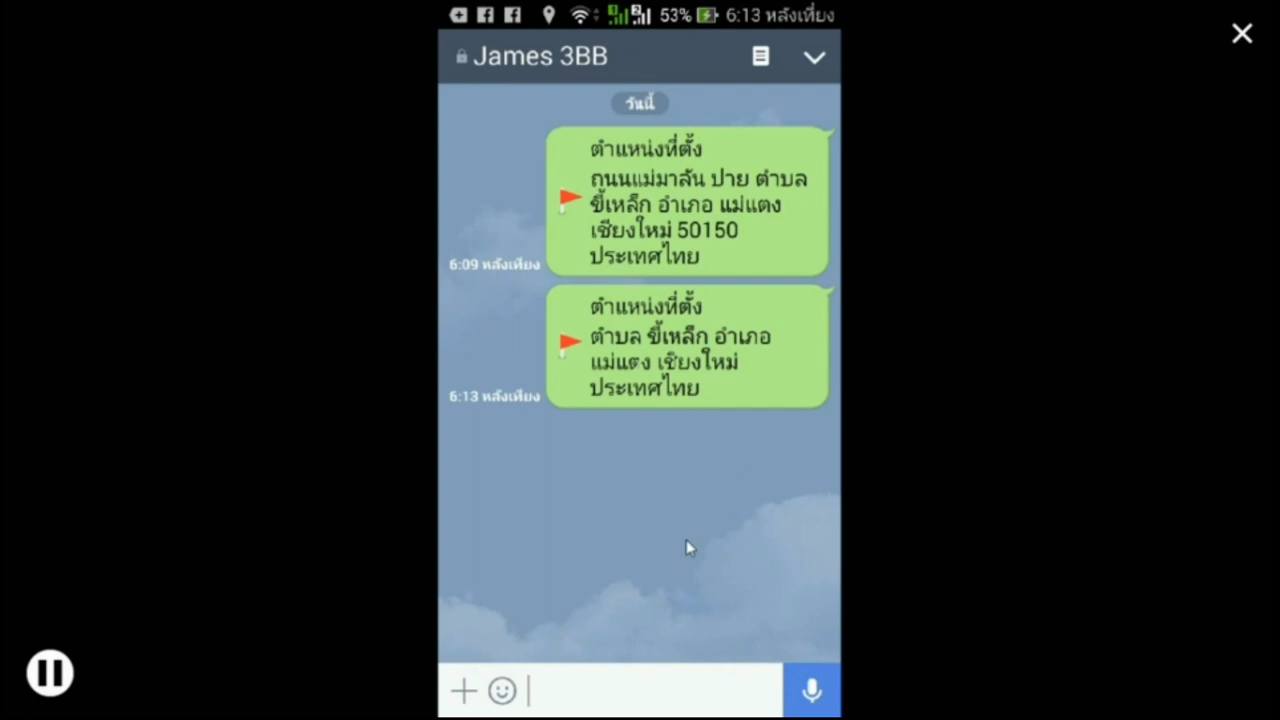 53% 6:13 หลังเที่ยง
James 3BB
วันนี้
ตำแหน่งที่ตั้ง
ถนนแม่มาลัน ปาย ตำบล
ขี้เหล็ก อำเภอ แม่แตง
เชียงใหม่ 50150
ประเทศไทย
6:09 หลังเที่ยง
ตำแหน่งที่ตั้ง
ตำบล ขี้เหล็ก อำเภอ
แม่แตง เชียงใหม่
ประเทศไทย
6:13 หลังเที่ยง